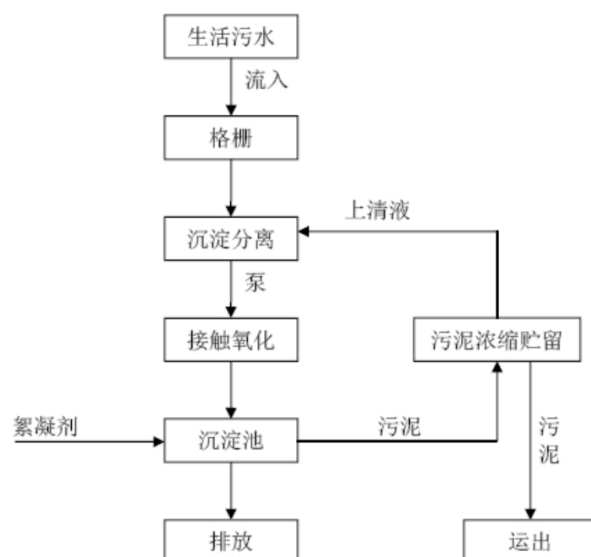 生活污水
流入
格栅
上清液
沉淀分离
泵
接触氧化
污泥浓缩贮留
絮凝剂
沉淀池
污泥
污泥
排放
运出